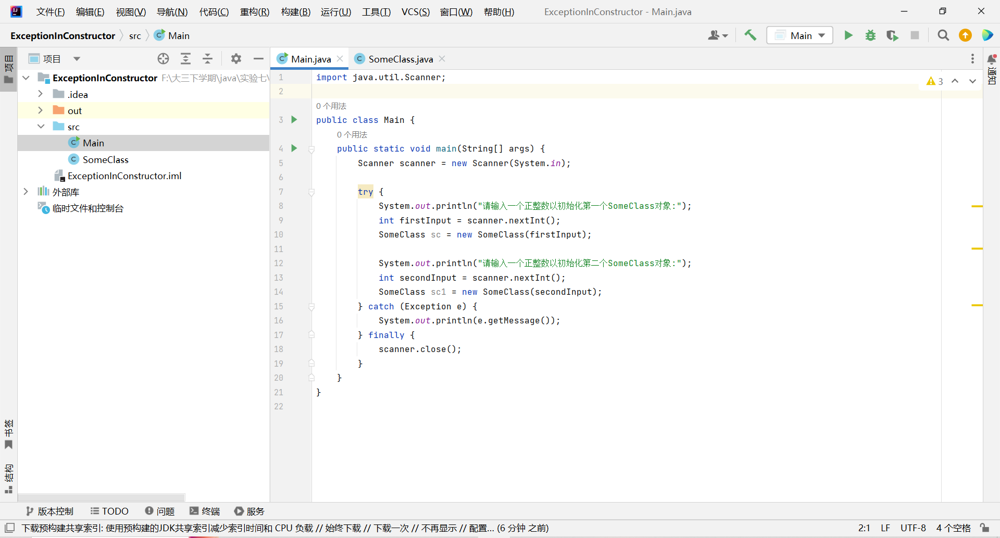 文件(F) 编辑(E) 视图(V) 导航(N) 代码(C) 重构(R) 构建(B) 运行(U) 工具(T) VCS(S) 窗口(W) 帮助(H) ExceptionInConstructor - Main.java
ExceptionInConstructor src Main
Main
项目
Main.java
SomeClass.java
项目
通知
ExceptionInConstructor F:\大三下学期\java\实验七\
.idea
out
src
Main
SomeClass
ExceptionInConstructor.iml
外部库
临时文件和控制台
3
1 import java.util.Scanner;
2
0 个用法
3 public class Main {
0 个用法
4 public static void main(String[] args) {
5 Scanner scanner = new Scanner(System.in);
6
7 try {
8 System.out.println("请输入一个正整数以初始化第一个SomeClass对象:");
9 int firstInput = scanner.nextInt();
10 SomeClass sc = new SomeClass(firstInput);
11
12 System.out.println("请输入一个正整数以初始化第二个SomeClass对象:");
13 int secondInput = scanner.nextInt();
14 SomeClass sc1 = new SomeClass(secondInput);
15 } catch (Exception e) {
16 System.out.println(e.getMessage());
17 } finally {
18 scanner.close();
19 }
20 }
21 }
22
书签
结构
版本控制 TODO 问题 终端 服务
下载预构建共享索引: 使用预构建的JDK共享索引减少索引时间和 CPU 负载 // 始终下载 // 下载一次 // 不再显示 // 配置... (6 分钟 之前) 2:1 LF UTF-8 4 个空格